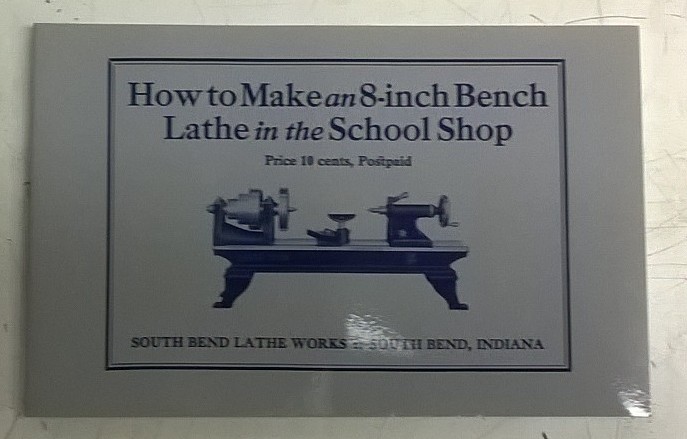 How to Make an 8-inch Bench
Lathe in the School Shop
Price 10 cents, Postpaid
SOUTH BEND LATHE WORKS :: SOUTH BEND, INDIANA